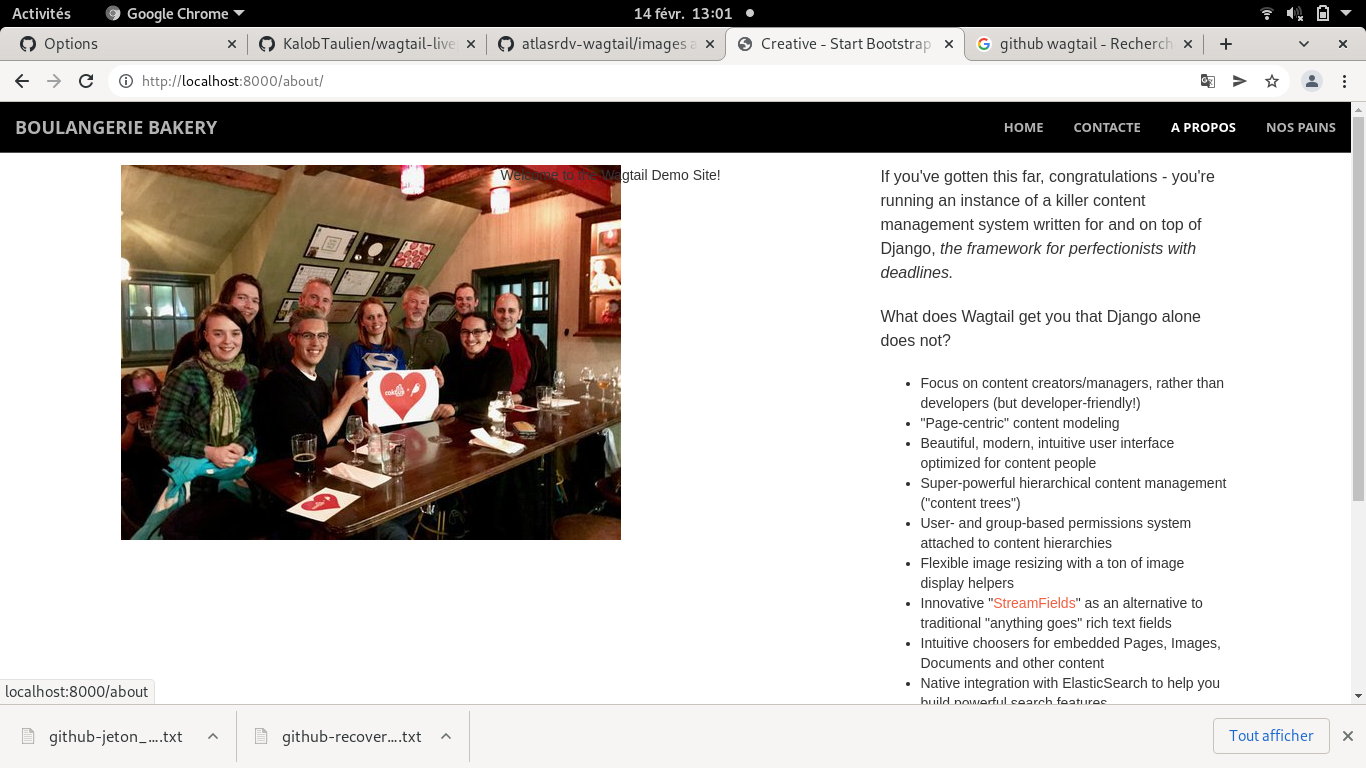 Activités
Google Chrome
14 févr. 13:01
Options
KalobTaulien/wagtail-live
atlasrdv-wagtail/images a
Creative - Start Bootstrap
github wagtail - Recherch
http://localhost:8000/about/
BOULANGERIE BAKERY
HOME
CONTACTE
A PROPOS
NOS PAINS
Welcome to the Wagtail Demo Site!
If you've gotten this far, congratulations - you're
running an instance of a killer content
management system written for and on top of
Django, the framework for perfectionists with
deadlines.
What does Wagtail get you that Django alone
does not?
Focus on content creators/managers, rather than
developers (but developer-friendly!)
"Page-centric" content modeling
Beautiful, modern, intuitive user interface
optimized for content people
Super-powerful hierarchical content management
("content trees")
User- and group-based permissions system
attached to content hierarchies
Flexible image resizing with a ton of image
display helpers
Innovative "StreamFields" as an alternative to
traditional "anything goes" rich text fields
Intuitive choosers for embedded Pages, Images,
Documents and other content
Native integration with ElasticSearch to help you
build powerful search features
localhost:8000/about
github-jeton_....txt
github-recover....txt
Tout afficher